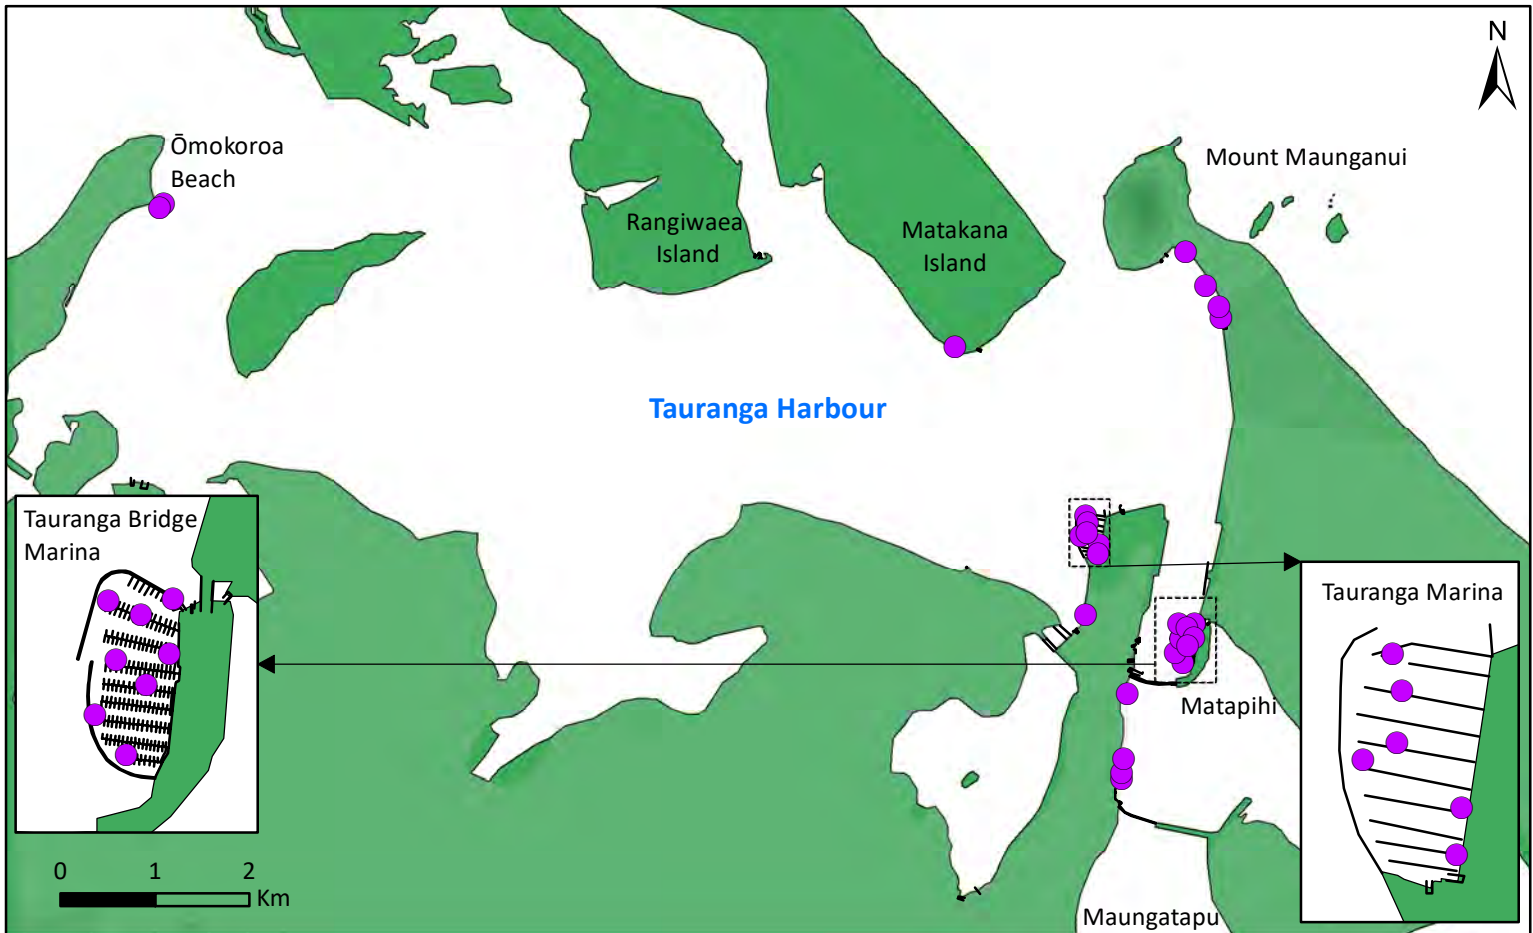 N
Ōmokoroa
Beach
Mount Maunganui
Rangiwaea
Island
Matakana
Island
Tauranga Harbour
Tauranga Bridge
Marina
Tauranga Marina
Matapihi
0 1 2
Km
Maungatapu